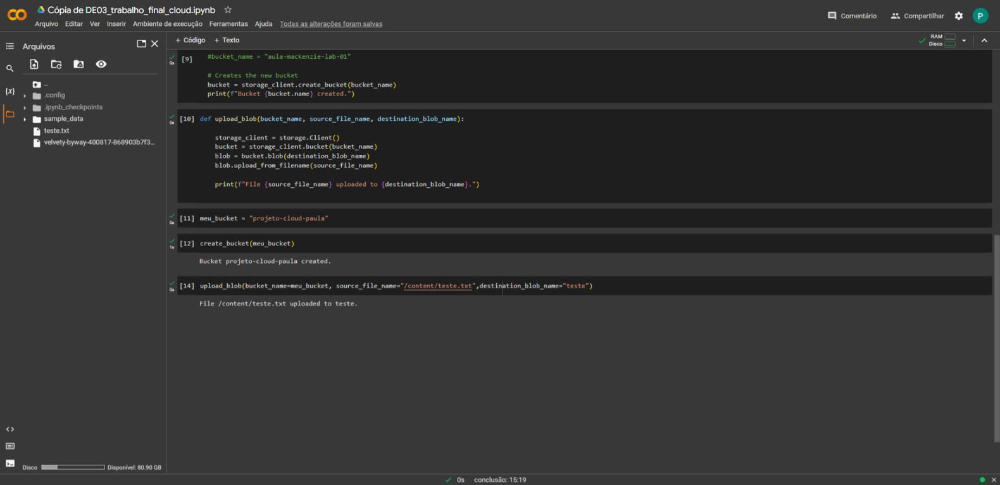 Cópia de DE03_trabalho_final_cloud.ipynb
Arquivo Editar Ver Inserir Ambiente de execução Ferramentas Ajuda Todas as alterações foram salvas
Comentário
Compartilhar
P
Arquivos
+ Código + Texto
RAM
Disco
..
.config
.ipynb_checkpoints
sample_data
teste.txt
velvety-byway-400817-868903b7f3...
{x}
0s
[9]
#bucket_name = "aula-mackenzie-lab-01"
# Creates the new bucket
bucket = storage_client.create_bucket(bucket_name)
print(f"Bucket {bucket.name} created.")
0s
[10] def upload_blob(bucket_name, source_file_name, destination_blob_name):
storage_client = storage.Client()
bucket = storage_client.bucket(bucket_name)
blob = bucket.blob(destination_blob_name)
blob.upload_from_filename(source_file_name)
print(f"File {source_file_name} uploaded to {destination_blob_name}.")
0s
[11] meu_bucket = "projeto-cloud-paula"
1s
[12] create_bucket(meu_bucket)
Bucket projeto-cloud-paula created.
0s
[14] upload_blob(bucket_name=meu_bucket, source_file_name="/content/teste.txt",destination_blob_name="teste")
File /content/teste.txt uploaded to teste.
Disco Disponível: 80.90 GB
0s conclusão: 15:19